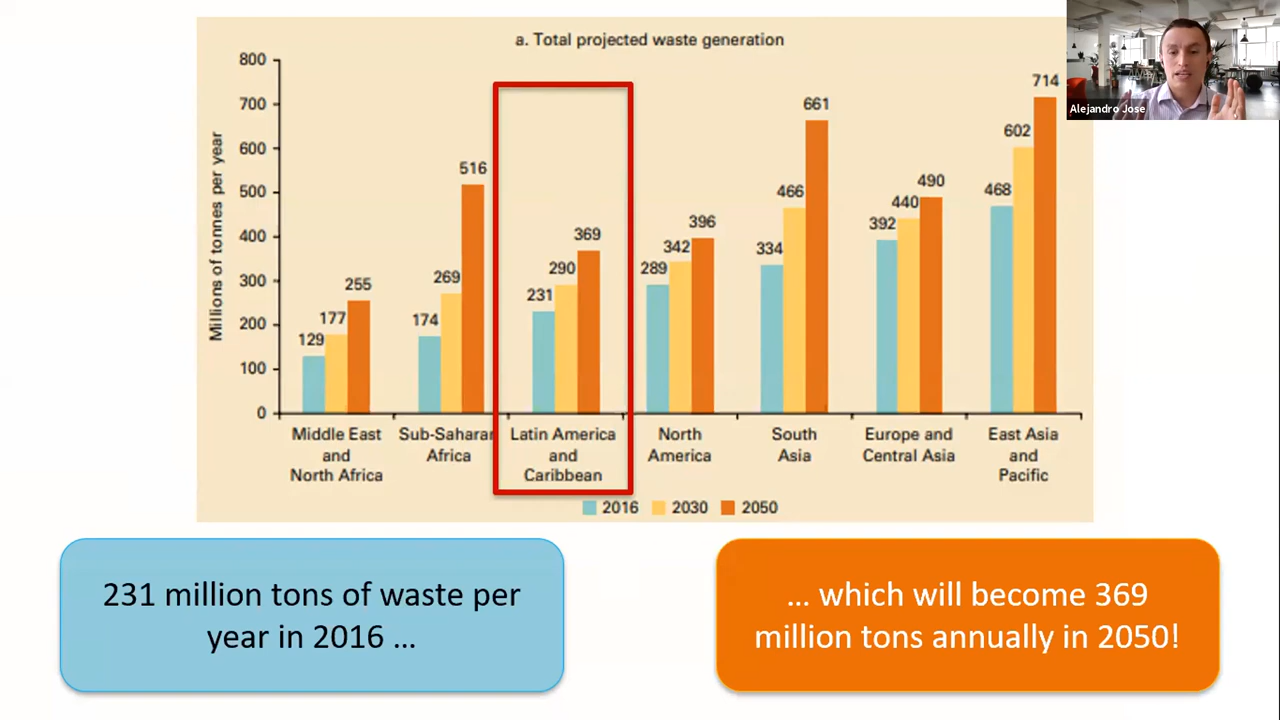 a. Total projected waste generation
Millions of tonnes per year
800
700
600
500
400
300
200
100
0
129
177
255
174
269
516
231
290
369
289
342
396
334
466
661
392
440
490
468
602
714
Middle East
and
North Africa
Sub-Saharan
Africa
Latin America
and
Caribbean
North
America
South
Asia
Europe and
Central Asia
East Asia
and
Pacific
2016 2030 2050
Alejandro Jose
231 million tons of waste per
year in 2016 ...
... which will become 369
million tons annually in 2050!